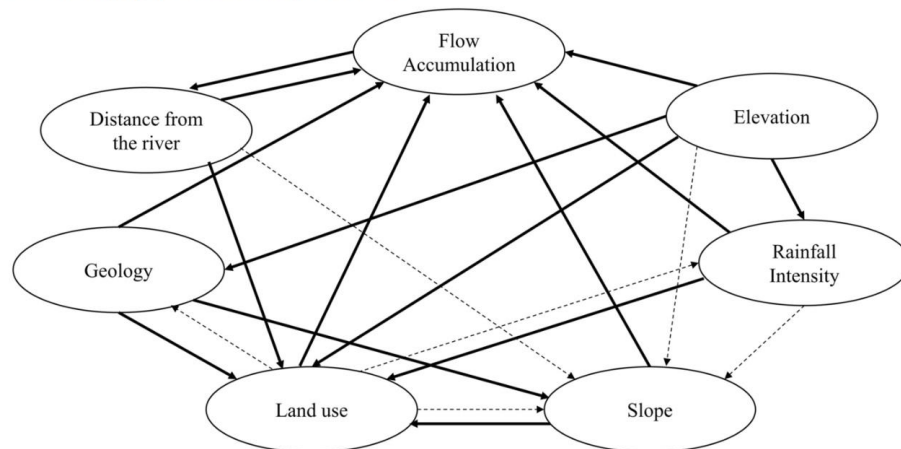 Flow
Accumulation
Distance from
the river
Elevation
Geology
Rainfall
Intensity
Land use
Slope